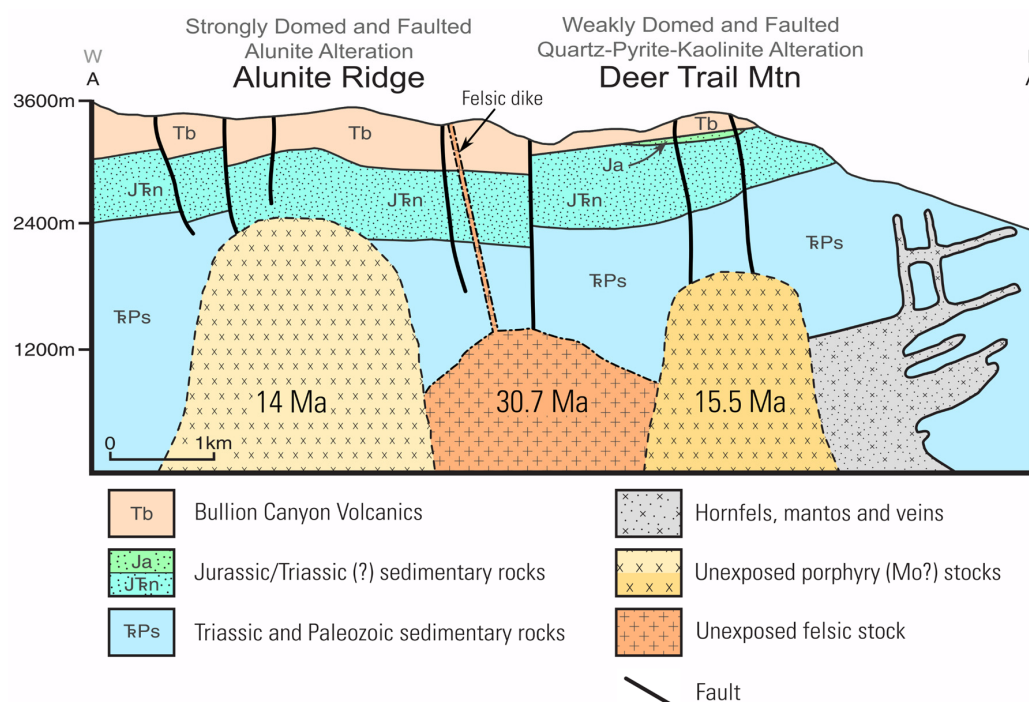 Strongly Domed and Faulted
Alunite Alteration
Alunite Ridge
Weakly Domed and Faulted
Quartz-Pyrite-Kaolinite Alteration
Deer Trail Mtn
W
A
3600m
2400m
1200m
Felsic dike
Tb
Tb
Tb
Ja
JTRn
JTRn
JTRn
TRPs
TRPs
TRPs
14 Ma
30.7 Ma
15.5 Ma
0 1km
Tb Bullion Canyon Volcanics
Ja
JTRn
Jurassic/Triassic (?) sedimentary rocks
TRPs Triassic and Paleozoic sedimentary rocks
Hornfels, mantos and veins
Unexposed porphyry (Mo?) stocks
Unexposed felsic stock
Fault